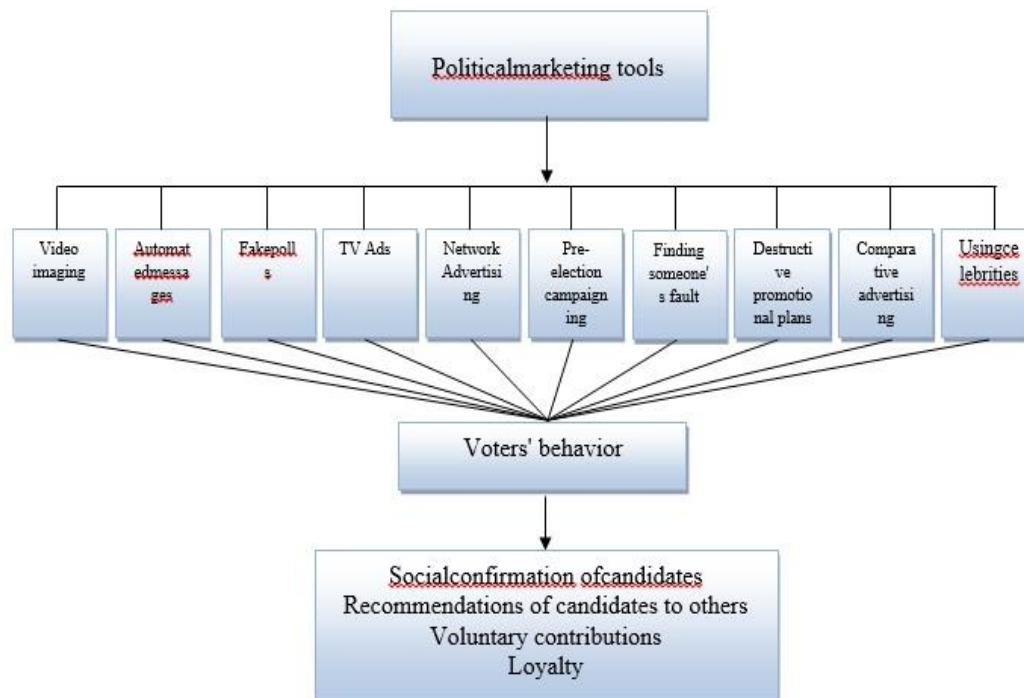 Politicalmarketing tools
Video
imaging
Automat
edmessa
ges
Fakepoll
s
TV Ads
Network
Advertisi
ng
Pre-
election
campaign
ing
Finding
someone'
s fault
Destructi
ve
promotio
nal plans
Compara
tive
advertisi
ng
Usingce
lebrities
Voters' behavior
Socialconfirmation ofcandidates
Recommendations of candidates to others
Voluntary contributions
Loyalty